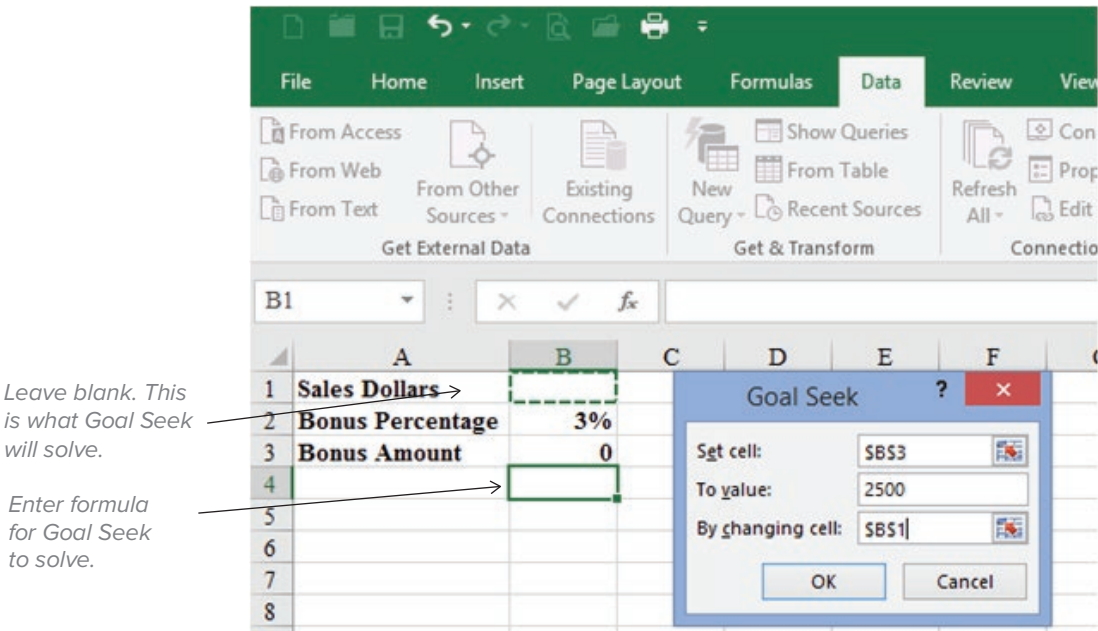 File Home Insert Page Layout Formulas Data Review View
From Access
From Web
From Text
From Other
Sources
Existing
Connections
Get External Data
New
Query
Show Queries
From Table
Recent Sources
Get & Transform
Refresh
All
Con
Prop
Edit
Connectio
B1 fx
A B C D E F
1 Sales Dollars
2 Bonus Percentage 3%
3 Bonus Amount 0
4
5
6
7
8
Leave blank. This
is what Goal Seek
will solve.
Enter formula
for Goal Seek
to solve.
Goal Seek ? ×
Set cell: $B$3
To value: 2500
By changing cell: $B$1
OK Cancel